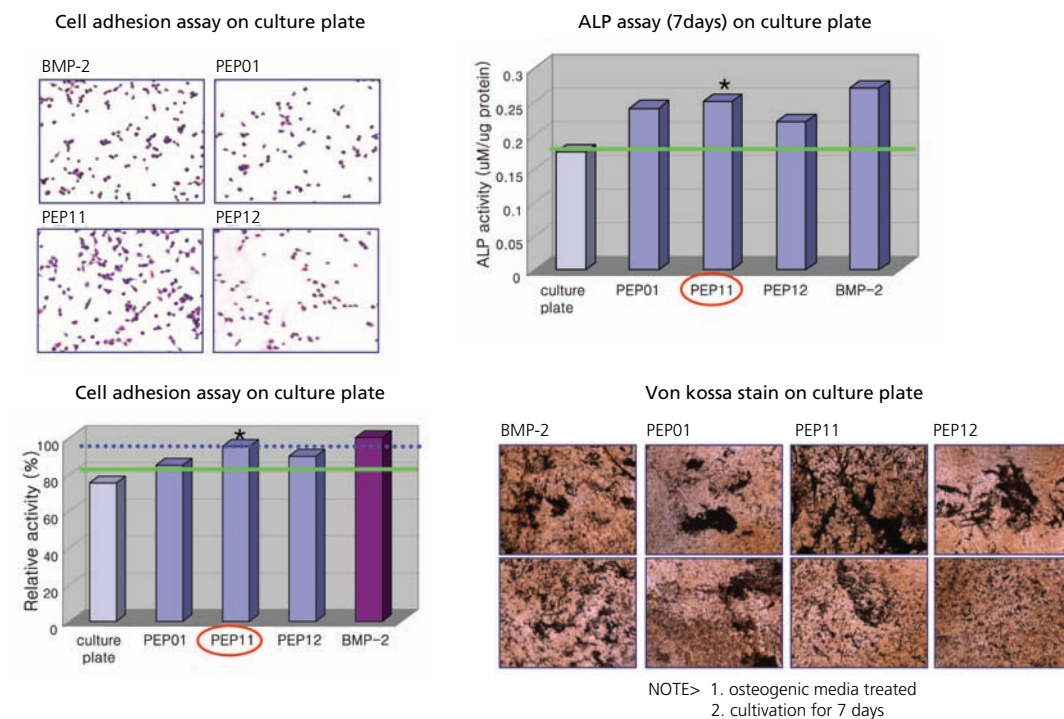 Cell adhesion assay on culture plate
BMP-2
PEP01
PEP11
PEP12
ALP assay (7days) on culture plate
ALP activity (uM/ug protein)
0.3
0.25
0.2
0.15
0.1
0.05
0
*
culture
plate
PEP01
PEP11
PEP12
BMP-2
Cell adhesion assay on culture plate
Relative activity (%)
100
80
60
40
20
0
*
culture
plate
PEP01
PEP11
PEP12
BMP-2
Von kossa stain on culture plate
BMP-2
PEP01
PEP11
PEP12
NOTE> 1. osteogenic media treated
2. cultivation for 7 days